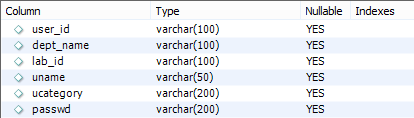 Column Type Nullable Indexes
user_id varchar(100) YES
dept_name varchar(100) YES
lab_id varchar(100) YES
uname varchar(50) YES
ucategory varchar(200) YES
passwd varchar(200) YES